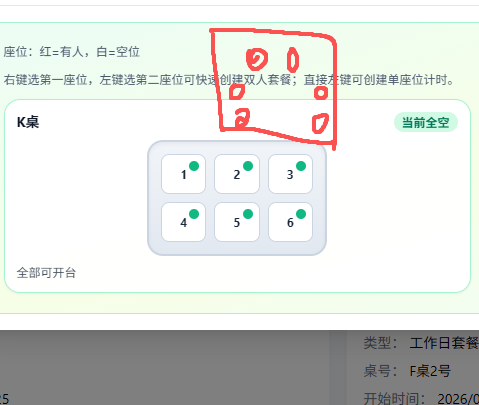 座位：红=有人，白=空位
右键选第一座位，左键选第二座位可快速创建双人套餐；直接左键可创建单座位计时。
K桌
当前全空
1 2 3
4 5 6
全部可开台
类型： 工作日套餐
桌号： F桌2号
25 开始时间： 2026/0